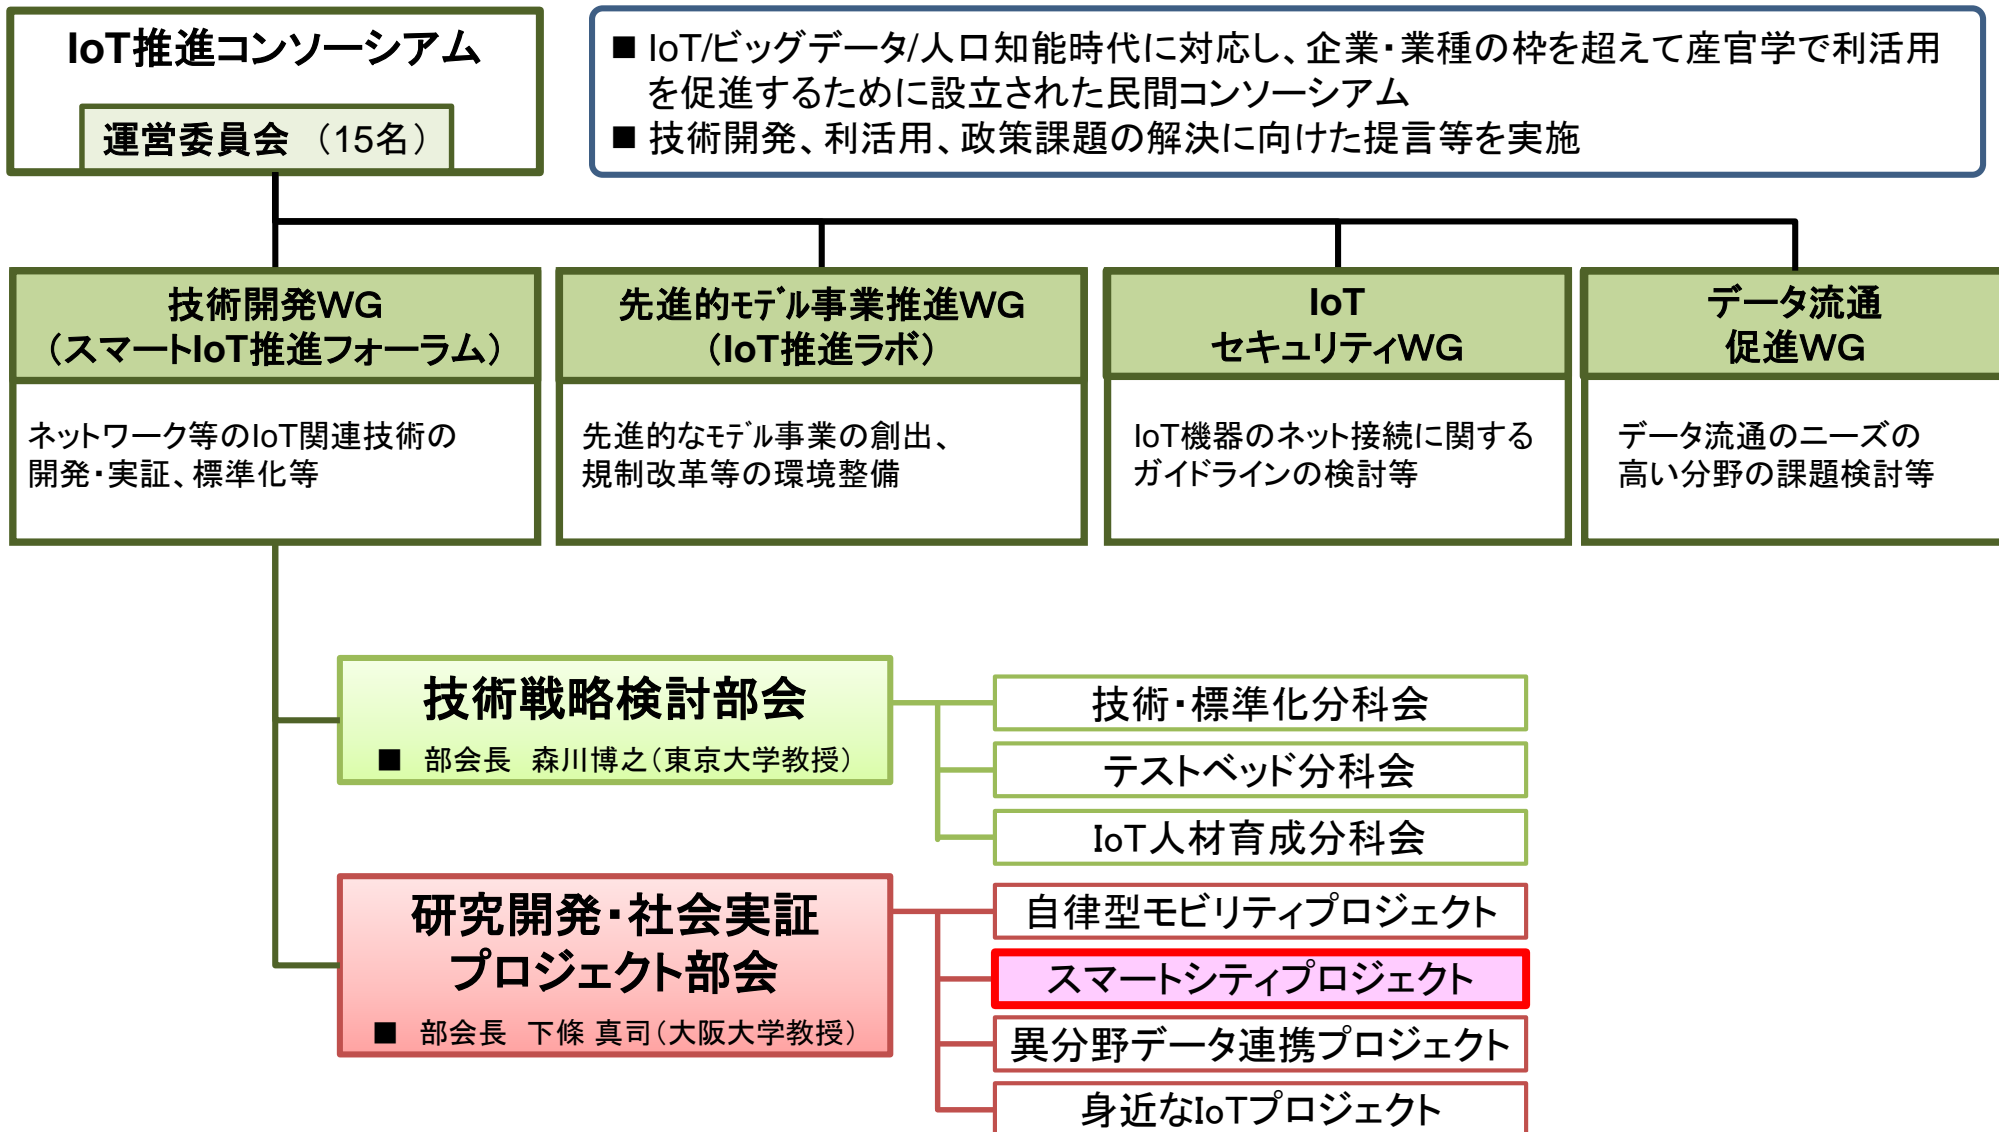 IoT推進コンソーシアム
運営委員会 （15名）
■ IoT/ビッグデータ/人口知能時代に対応し、企業・業種の枠を超えて産官学で利活用
を促進するために設立された民間コンソーシアム
■ 技術開発、利活用、政策課題の解決に向けた提言等を実施
技術開発WG
（スマートIoT推進フォーラム）
ネットワーク等のIoT関連技術の
開発・実証、標準化等
先進的ﾓﾃﾞﾙ事業推進WG
（IoT推進ラボ）
先進的なﾓﾃﾞﾙ事業の創出、
規制改革等の環境整備
IoT
セキュリティWG
IoT機器のネット接続に関する
ガイドラインの検討等
データ流通
促進WG
データ流通のニーズの
高い分野の課題検討等
技術戦略検討部会
■ 部会長 森川博之（東京大学教授）
技術・標準化分科会
テストベッド分科会
IoT人材育成分科会
研究開発・社会実証
プロジェクト部会
■ 部会長 下條 真司（大阪大学教授）
自律型モビリティプロジェクト
スマートシティプロジェクト
異分野データ連携プロジェクト
身近なIoTプロジェクト